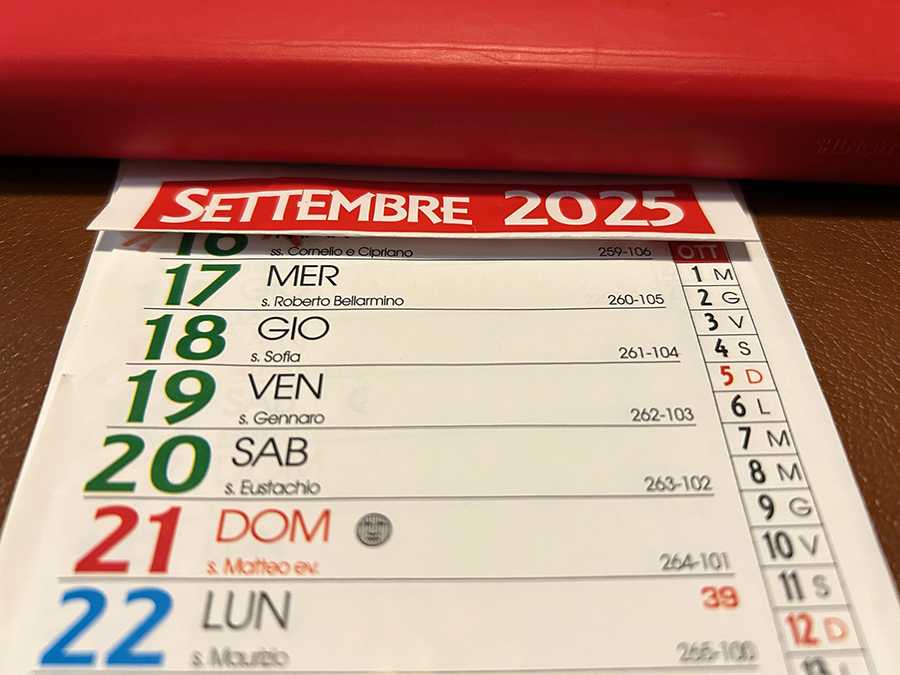 SETTEMBRE 2025
16
ss. Cornelio e Cipriano 259-106
17 MER
s. Roberto Bellarmino 260-105
18 GIO
s. Sofia 261-104
19 VEN
s. Gennaro 262-103
20 SAB
s. Eustachio 263-102
21 DOM
s. Matteo ev. 264-101
22 LUN 39
s. Maurizio 265-100
OTT
1 M
2 G
3 V
4 S
5 D
6 L
7 M
8 M
9 G
10 V
11 S
12 D
13 L